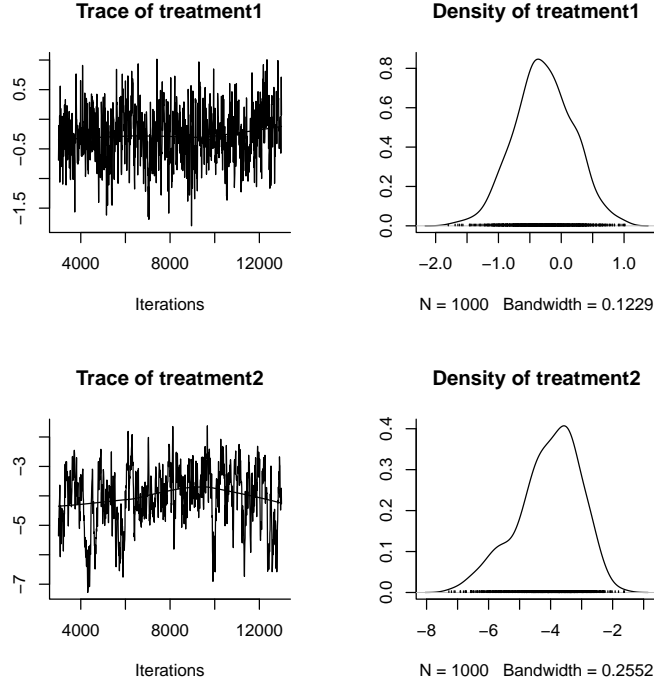 Trace of treatment1
Density of treatment1
0.5
−0.5
−1.5
4000 8000 12000
Iterations
0.8
0.6
0.4
0.2
0.0
−2.0 −1.0 0.0 1.0
N = 1000 Bandwidth = 0.1229
Trace of treatment2
Density of treatment2
−3
−5
−7
4000 8000 12000
Iterations
0.4
0.3
0.2
0.1
0.0
−8 −6 −4 −2
N = 1000 Bandwidth = 0.2552